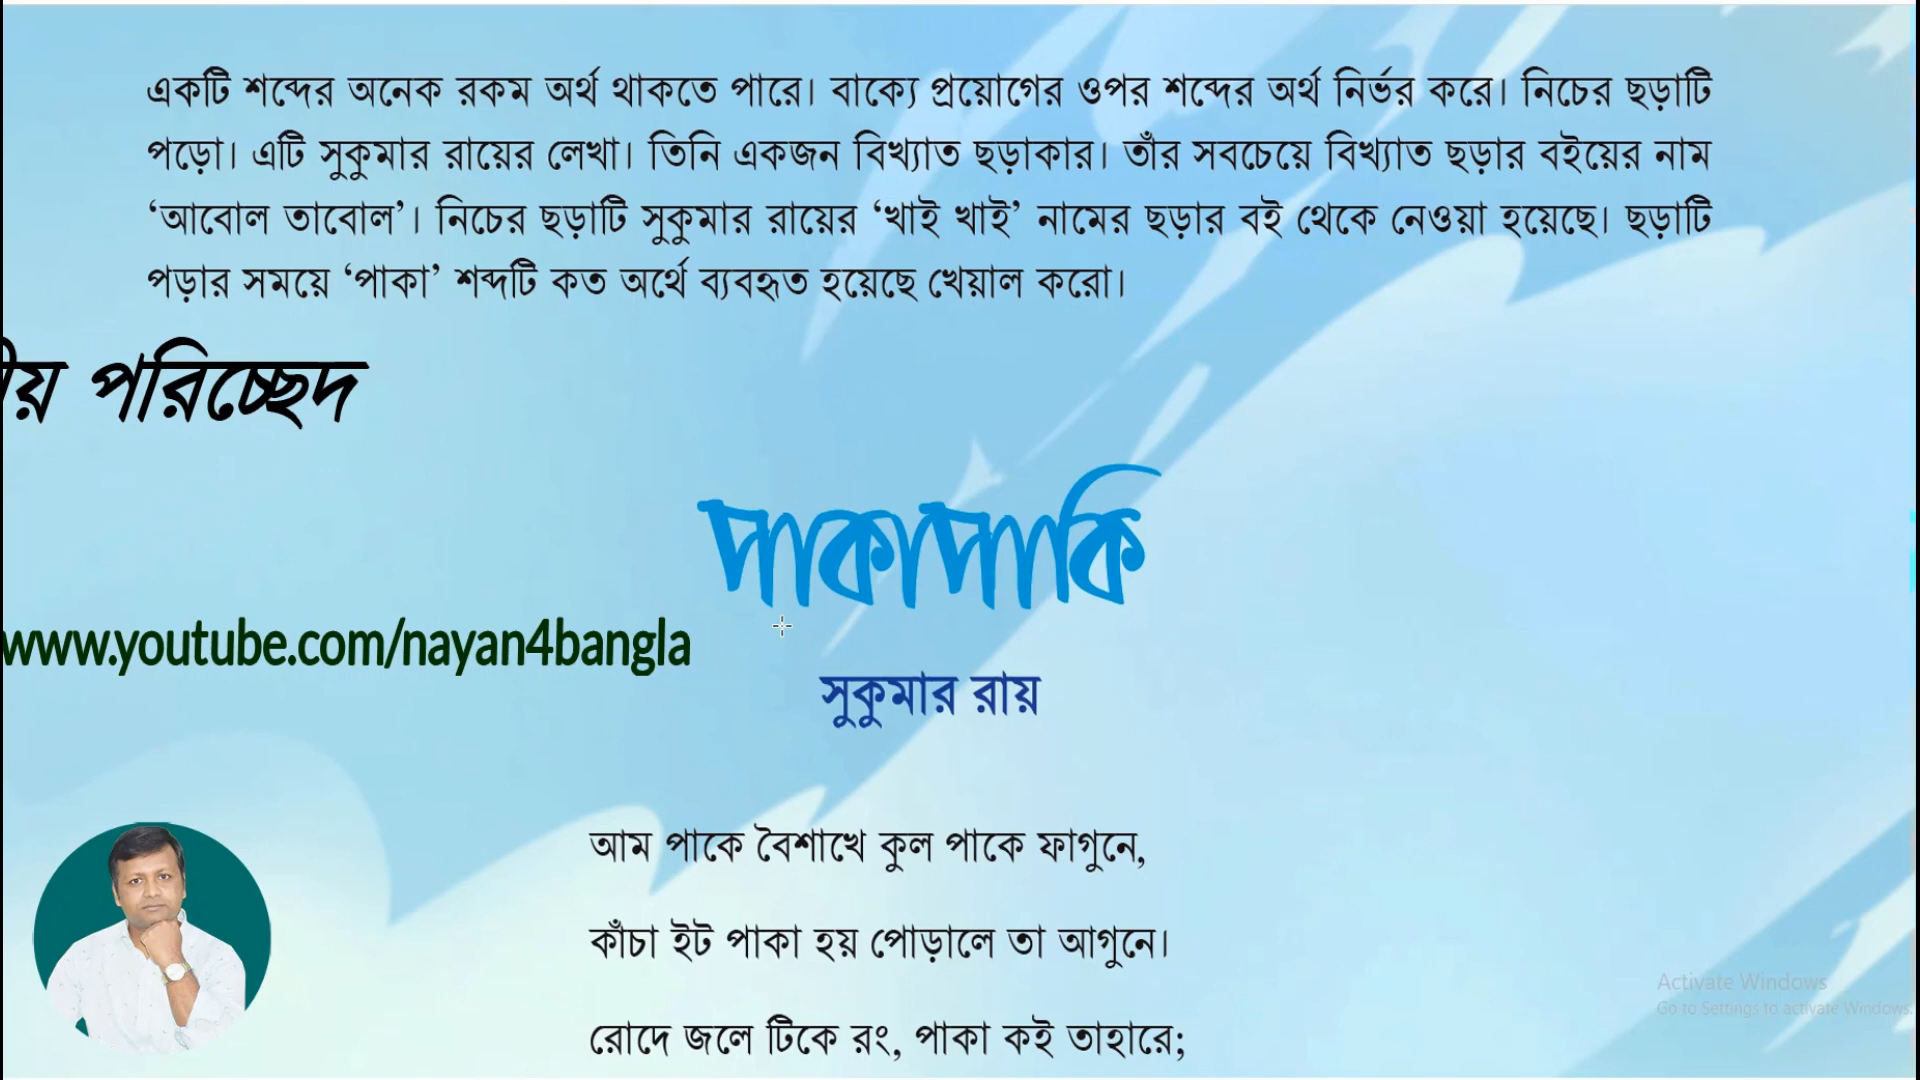 একটি শব্দের অনেক রকম অর্থ থাকতে পারে। বাক্যে প্রয়োগের ওপর শব্দের অর্থ নির্ভর করে। নিচের ছড়াটি
পড়ো। এটি সুকুমার রায়ের লেখা। তিনি একজন বিখ্যাত ছড়াকার। তাঁর সবচেয়ে বিখ্যাত ছড়ার বইয়ের নাম
‘আবোল তাবোল’। নিচের ছড়াটি সুকুমার রায়ের ‘খাই খাই’ নামের ছড়ার বই থেকে নেওয়া হয়েছে। ছড়াটি
পড়ার সময়ে ‘পাকা’ শব্দটি কত অর্থে ব্যবহৃত হয়েছে খেয়াল করো।
পরিচ্ছেদ
পাকাপাকি
www.youtube.com/nayan4bangla
সুকুমার রায়
আম পাকে বৈশাখে কুল পাকে ফাগুনে,
কাঁচা ইট পাকা হয় পোড়ালে তা আগুনে।
রোদে জলে টিকে রং, পাকা কই তাহারে;
Activate Windows
Go to Settings to activate Windows.